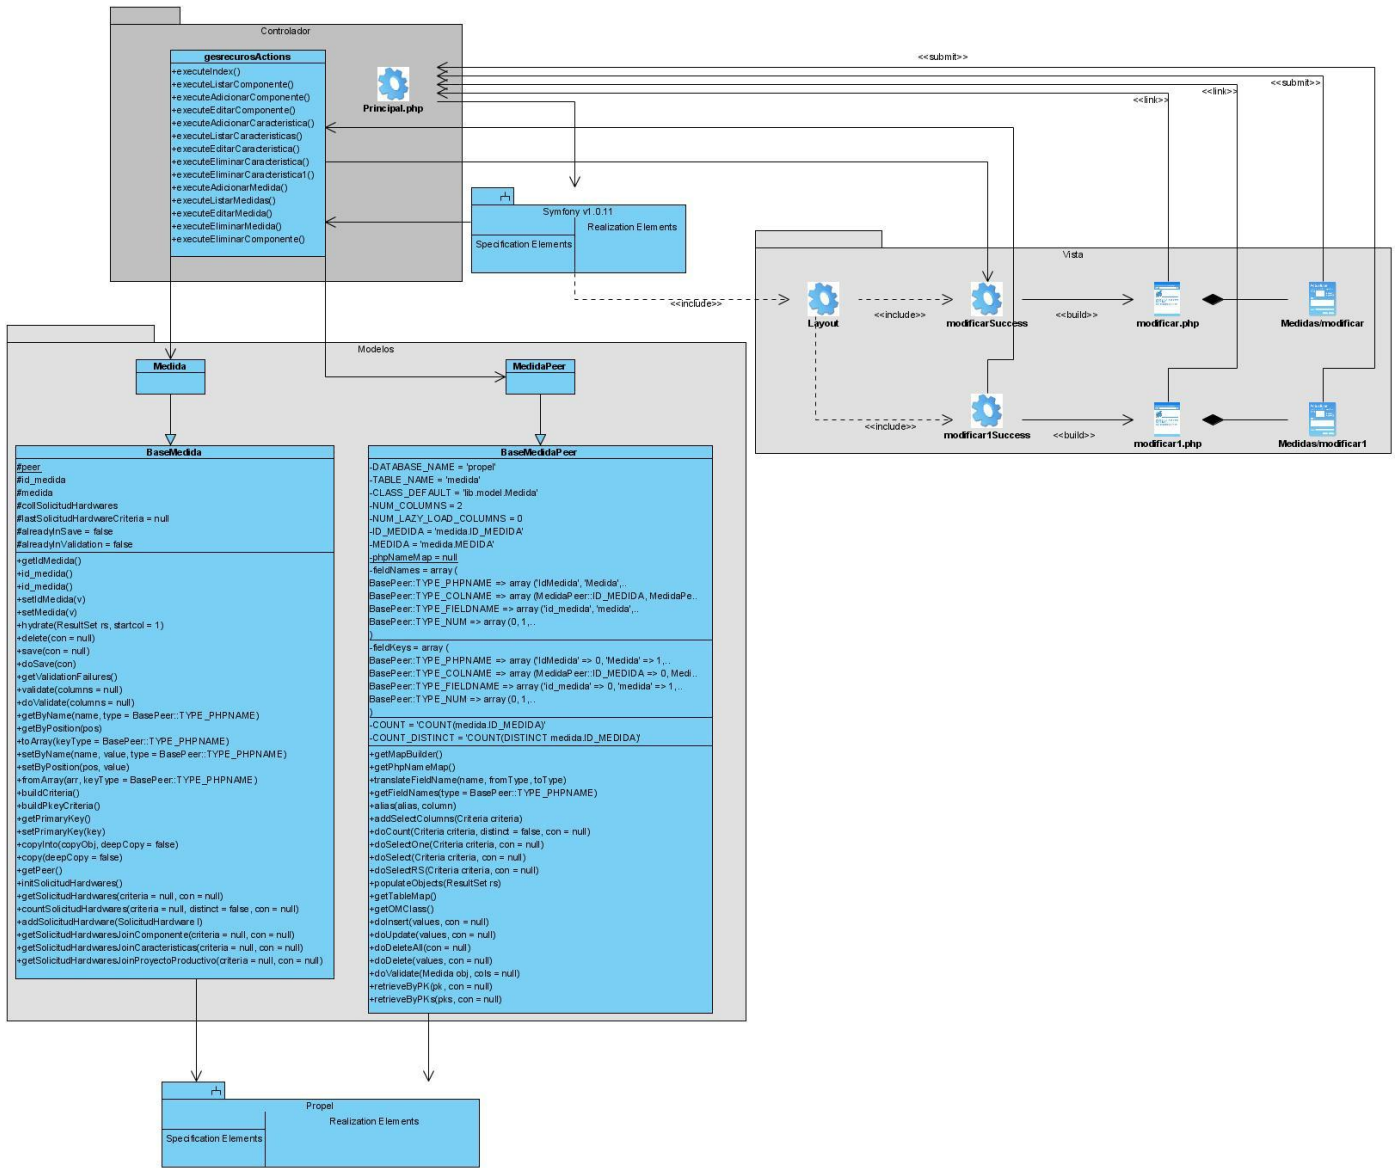 Controlador
gesrecurosActions
+executeIndex()
+executeListarComponente()
+executeAdicionarComponente()
+executeEditarComponente()
+executeAdicionarCaracteristica()
+executeListarCaracteristicas()
+executeEditarCaracteristica()
+executeEliminarCaracteristica()
+executeEliminarCaracteristica1()
+executeAdicionarMedida()
+executeListarMedidas()
+executeEditarMedida()
+executeEliminarMedida()
+executeEliminarComponente()
Principal.php
<<submit>>
<<submit>>
<<link>>
<<link>>
Symfony v1.0.11
Specification Elements
Realization Elements
Vista
<<include>>
Layout
<<include>>
modificarSuccess
<<build>>
modificar.php
Medidas/modificar
<<include>>
modificar1Success
<<build>>
modificar1.php
Medidas/modificar1
Modelos
Medida
MedidaPeer
BaseMedida
#peer
#id_medida
#medida
#collSolicitudHardwares
#lastSolicitudHardwareCriteria = null
#alreadyInSave = false
#alreadyInValidation = false
+getIdMedida()
+id_medida()
+id_medida()
+setIdMedida(v)
+setMedida(v)
+hydrate(ResultSet rs, startcol = 1)
+delete(con = null)
+save(con = null)
+doSave(con)
+getValidationFailures()
+validate(columns = null)
+doValidate(columns = null)
+getByName(name, type = BasePeer::TYPE_PHPNAME)
+getByPosition(pos)
+toArray(keyType = BasePeer::TYPE_PHPNAME)
+setByName(name, value, type = BasePeer::TYPE_PHPNAME)
+setByPosition(pos, value)
+fromArray(arr, keyType = BasePeer::TYPE_PHPNAME)
+buildCriteria()
+buildPkeyCriteria()
+getPrimaryKey()
+setPrimaryKey(key)
+copyInto(copyObj, deepCopy = false)
+copy(deepCopy = false)
+getPeer()
+initSolicitudHardwares()
+getSolicitudHardwares(criteria = null, con = null)
+countSolicitudHardwares(criteria = null, distinct = false, con = null)
+addSolicitudHardware(SolicitudHardware l)
+getSolicitudHardwaresJoinComponente(criteria = null, con = null)
+getSolicitudHardwaresJoinCaracteristicas(criteria = null, con = null)
+getSolicitudHardwaresJoinProyectoProductivo(criteria = null, con = null)
BaseMedidaPeer
-DATABASE_NAME = 'propel'
-TABLE_NAME = 'medida'
-CLASS_DEFAULT = 'lib.model.Medida'
-NUM_COLUMNS = 2
-NUM_LAZY_LOAD_COLUMNS = 0
-ID_MEDIDA = 'medida.ID_MEDIDA'
-MEDIDA = 'medida.MEDIDA'
-phpNameMap = null
-fieldNames = array (
BasePeer::TYPE_PHPNAME => array ('IdMedida', 'Medida',..
BasePeer::TYPE_COLNAME => array (MedidaPeer::ID_MEDIDA, MedidaPe..
BasePeer::TYPE_FIELDNAME => array ('id_medida', 'medida',..
BasePeer::TYPE_NUM => array (0, 1,..
)
-fieldKeys = array (
BasePeer::TYPE_PHPNAME => array ('IdMedida' => 0, 'Medida' => 1,..
BasePeer::TYPE_COLNAME => array (MedidaPeer::ID_MEDIDA => 0, Medi..
BasePeer::TYPE_FIELDNAME => array ('id_medida' => 0, 'medida' => 1,..
BasePeer::TYPE_NUM => array (0, 1,..
)
-COUNT = 'COUNT(medida.ID_MEDIDA)'
-COUNT_DISTINCT = 'COUNT(DISTINCT medida.ID_MEDIDA)'
+getMapBuilder()
+getPhpNameMap()
+translateFieldName(name, fromType, toType)
+getFieldNames(type = BasePeer::TYPE_PHPNAME)
+alias(alias, column)
+addSelectColumns(Criteria criteria)
+doCount(Criteria criteria, distinct = false, con = null)
+doSelectOne(Criteria criteria, con = null)
+doSelect(Criteria criteria, con = null)
+doSelectRS(Criteria criteria, con = null)
+populateObjects(ResultSet rs)
+getTableMap()
+getOMClass()
+doInsert(values, con = null)
+doUpdate(values, con = null)
+doDeleteAll(con = null)
+doDelete(values, con = null)
+doValidate(Medida obj, cols = null)
+retrieveByPK(pk, con = null)
+retrieveByPKs(pks, con = null)
Propel
Specification Elements
Realization Elements